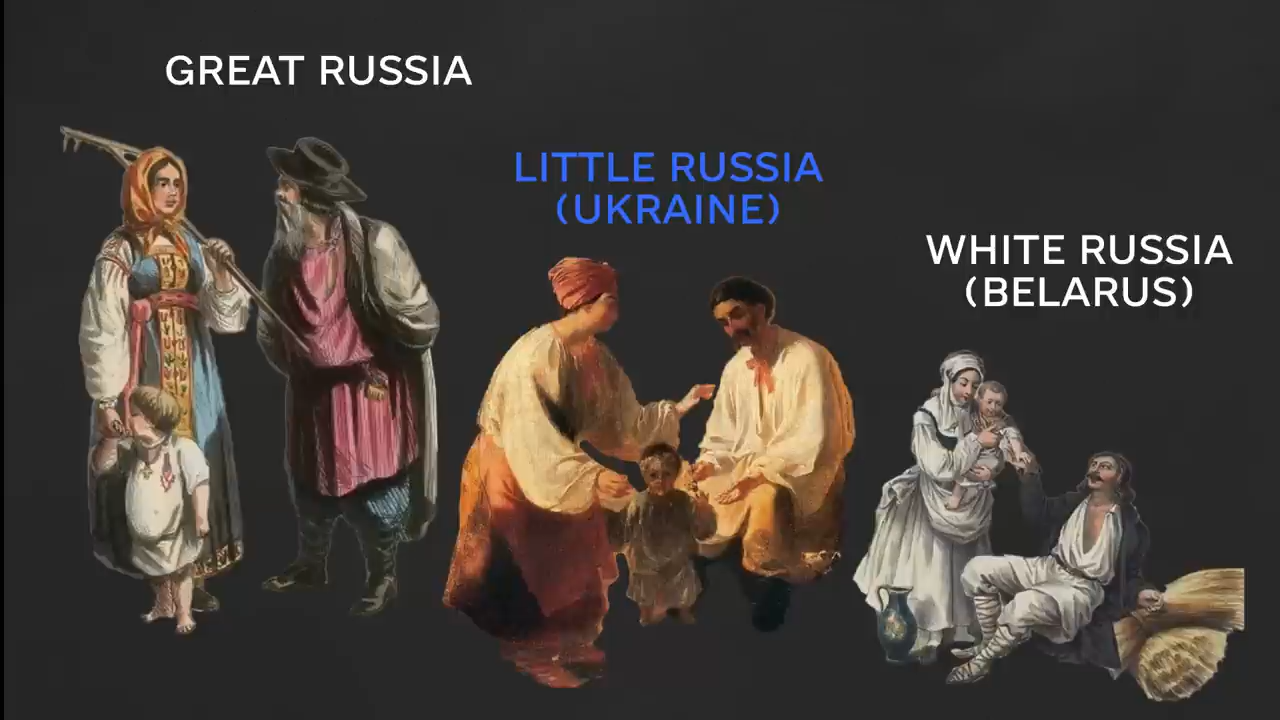 GREAT RUSSIA
LITTLE RUSSIA
(UKRAINE)
WHITE RUSSIA
(BELARUS)